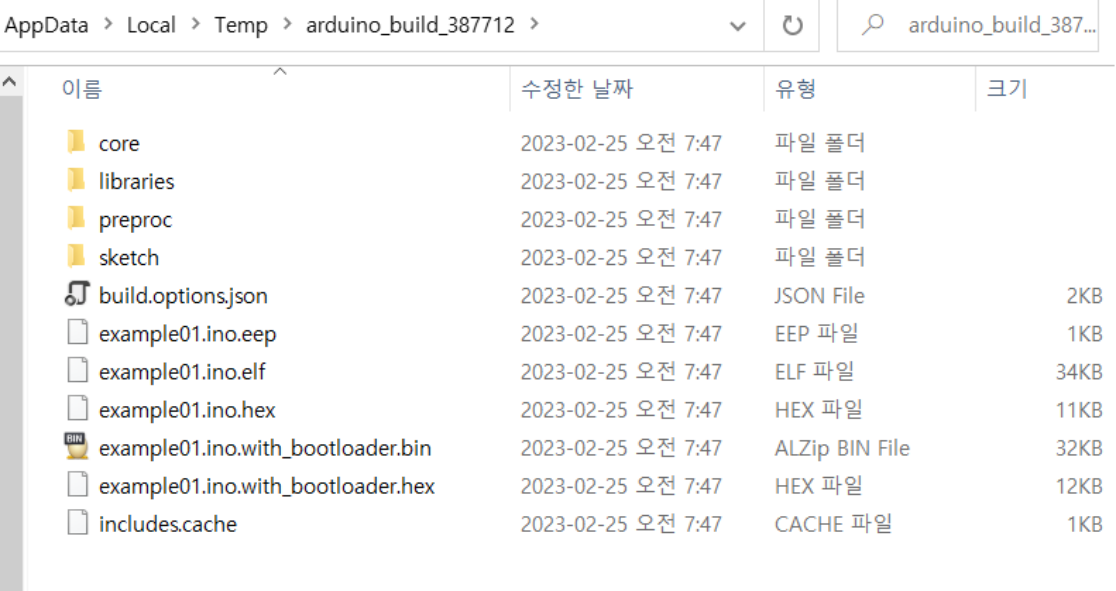 AppData > Local > Temp > arduino_build_387712 > arduino_build_387...
이름 수정한 날짜 유형 크기
core 2023-02-25 오전 7:47 파일 폴더
libraries 2023-02-25 오전 7:47 파일 폴더
preproc 2023-02-25 오전 7:47 파일 폴더
sketch 2023-02-25 오전 7:47 파일 폴더
build.options.json 2023-02-25 오전 7:47 JSON File 2KB
example01.ino.eep 2023-02-25 오전 7:47 EEP 파일 1KB
example01.ino.elf 2023-02-25 오전 7:47 ELF 파일 34KB
example01.ino.hex 2023-02-25 오전 7:47 HEX 파일 11KB
BIN example01.ino.with_bootloader.bin 2023-02-25 오전 7:47 ALZip BIN File 32KB
example01.ino.with_bootloader.hex 2023-02-25 오전 7:47 HEX 파일 12KB
includes.cache 2023-02-25 오전 7:47 CACHE 파일 1KB